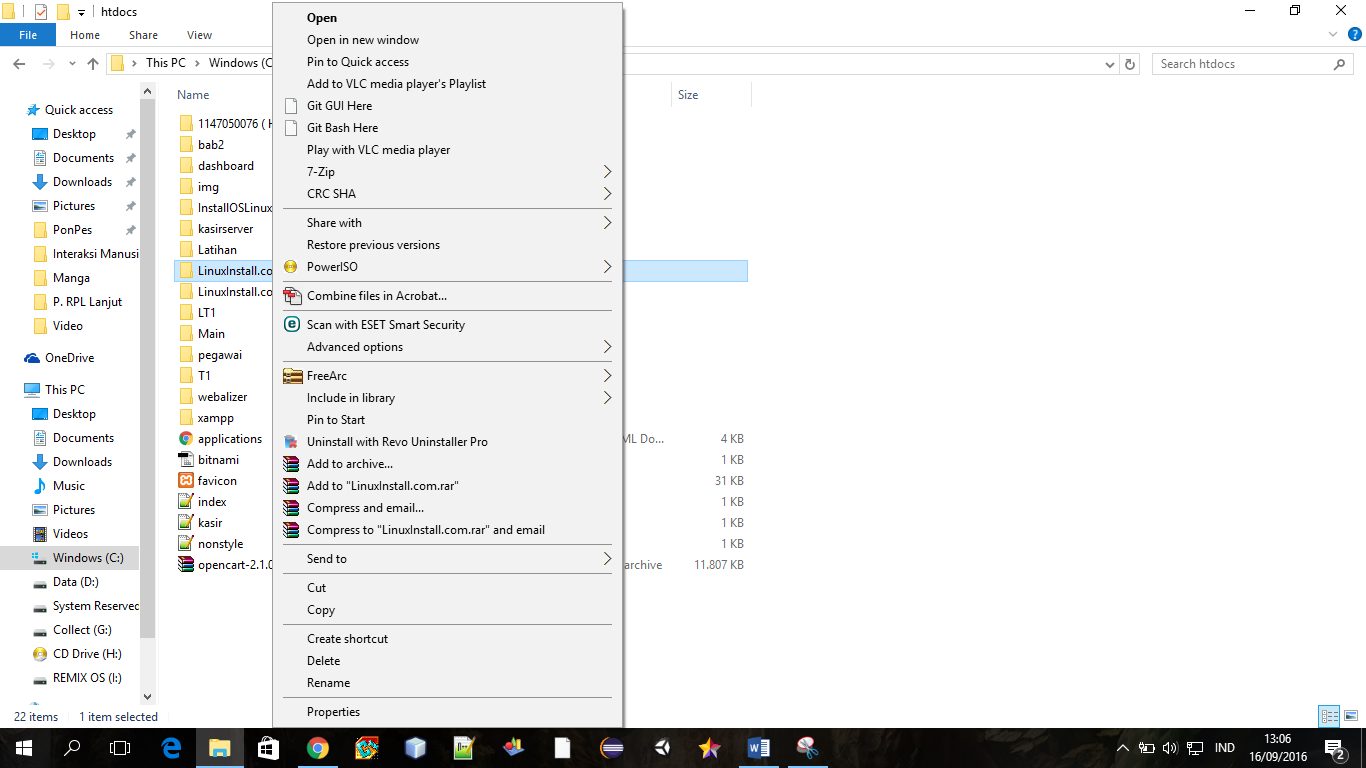 htdocs
File Home Share View
This PC Windows (C
Search htdocs
Quick access
Desktop
Documents
Downloads
Pictures
PonPes
Interaksi Manusi
Manga
P. RPL Lanjut
Video
OneDrive
This PC
Desktop
Documents
Downloads
Music
Pictures
Videos
Windows (C:)
Data (D:)
System Reserved
Collect (G:)
CD Drive (H:)
REMIX OS (I:)
Name Size
1147050076 ( H
bab2
dashboard
img
InstallOSLinux
kasirserver
Latihan
LinuxInstall.co
LinuxInstall.co
LT1
Main
pegawai
T1
webalizer
xampp
applications ML Do... 4 KB
bitnami 1 KB
favicon 31 KB
index 1 KB
kasir 1 KB
nonstyle 1 KB
opencart-2.1.0 archive 11.807 KB
Open
Open in new window
Pin to Quick access
Add to VLC media player's Playlist
Git GUI Here
Git Bash Here
Play with VLC media player
7-Zip
CRC SHA
Share with
Restore previous versions
PowerISO
Combine files in Acrobat...
Scan with ESET Smart Security
Advanced options
FreeArc
Include in library
Pin to Start
Uninstall with Revo Uninstaller Pro
Add to archive...
Add to "LinuxInstall.com.rar"
Compress and email...
Compress to "LinuxInstall.com.rar" and email
Send to
Cut
Copy
Create shortcut
Delete
Rename
Properties
22 items 1 item selected
IND
13:06
16/09/2016
2